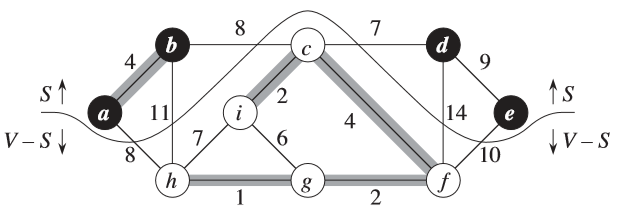 8 7
b c d
4 9
2
S ↑ a 11 i 4 14 e ↑ S
V – S ↓ 8 7 6 10 ↓ V – S
h g f
1 2